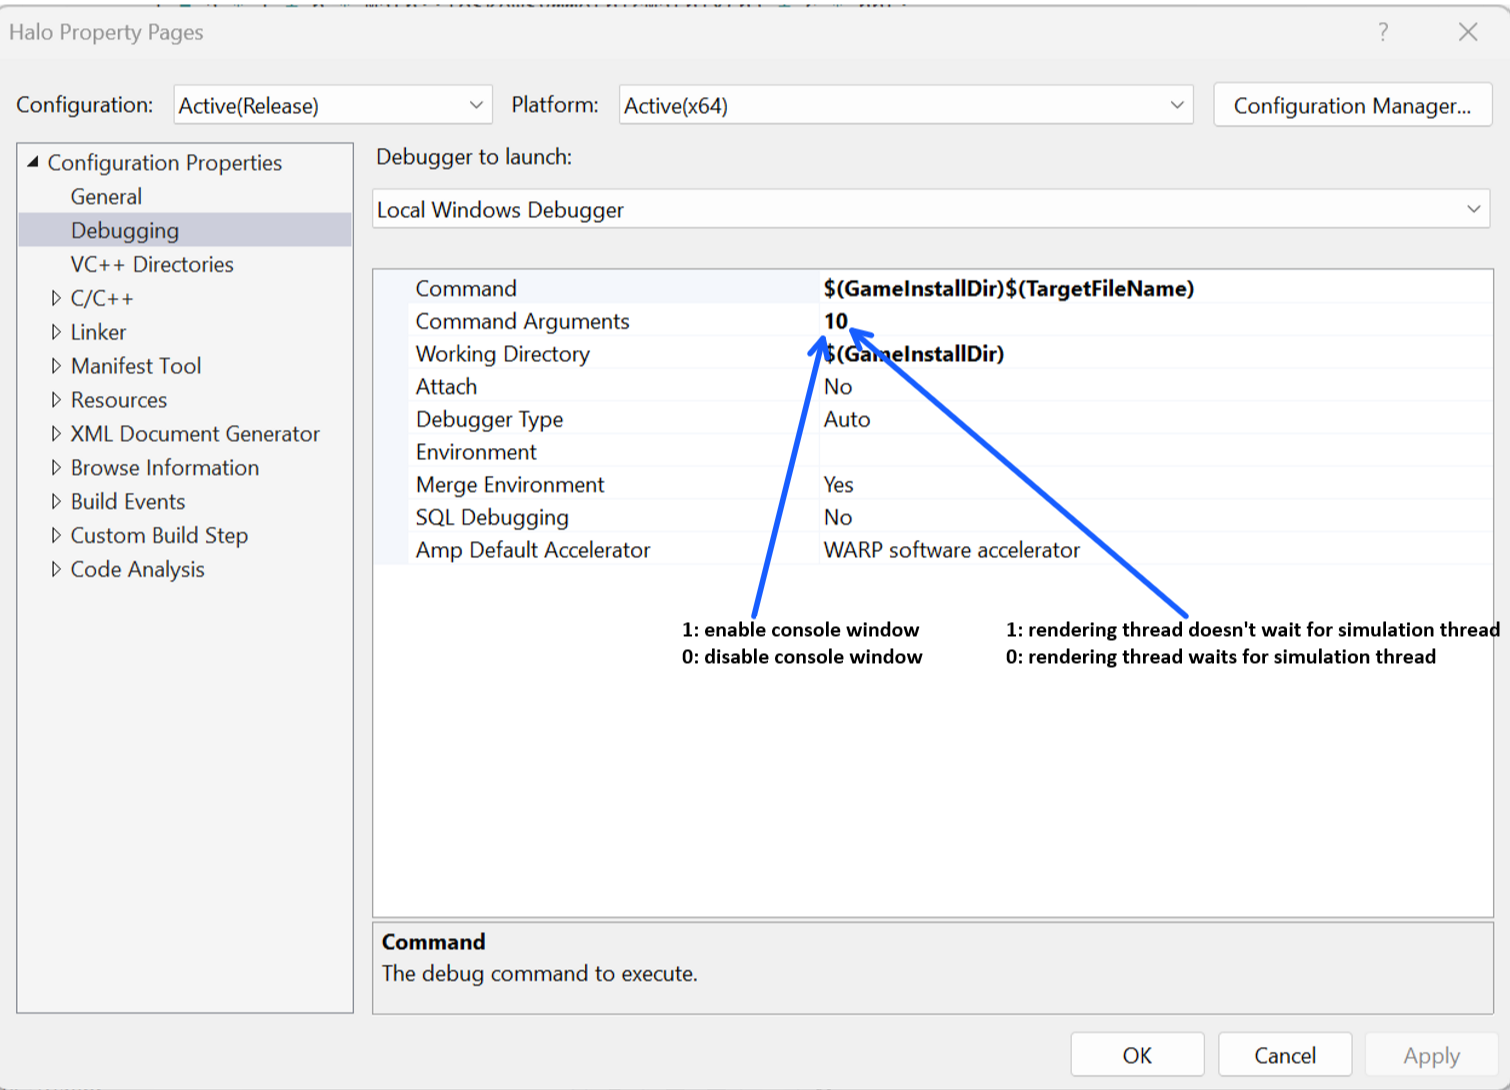 Halo Property Pages
?
Configuration:
Active(Release)
Platform:
Active(x64)
Configuration Manager...
Configuration Properties
General
Debugging
VC++ Directories
C/C++
Linker
Manifest Tool
Resources
XML Document Generator
Browse Information
Build Events
Custom Build Step
Code Analysis
Debugger to launch:
Local Windows Debugger
Command $(GameInstallDir)$(TargetFileName)
Command Arguments 10
Working Directory $(GameInstallDir)
Attach No
Debugger Type Auto
Environment
Merge Environment Yes
SQL Debugging No
Amp Default Accelerator WARP software accelerator
1: enable console window
0: disable console window
1: rendering thread doesn't wait for simulation thread
0: rendering thread waits for simulation thread
Command
The debug command to execute.
OK
Cancel
Apply